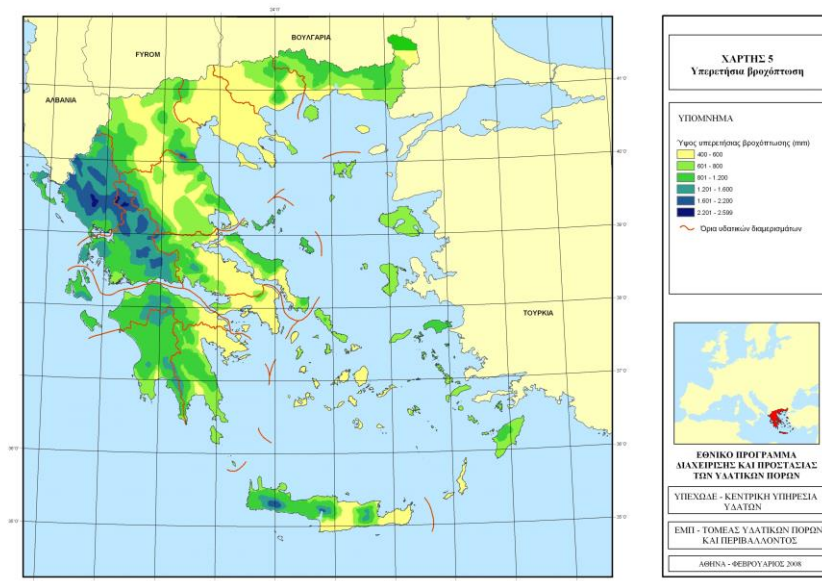 ΒΟΥΛΓΑΡΙΑ
FYROM
ΑΛΒΑΝΙΑ
ΤΟΥΡΚΙΑ
ΧΑΡΤΗΣ 5
Υπερετήσια βροχόπτωση
ΥΠΟΜΝΗΜΑ
Ύψος υπερετήσιας βροχόπτωσης (mm)
400 - 600
601 - 800
801 - 1.200
1.201 - 1.600
1.601 - 2.200
2.201 - 2.599
Όρια υδατικών διαμερισμάτων
ΕΘΝΙΚΟ ΠΡΟΓΡΑΜΜΑ
ΔΙΑΧΕΙΡΙΣΗΣ ΚΑΙ ΠΡΟΣΤΑΣΙΑΣ
ΤΩΝ ΥΔΑΤΙΚΩΝ ΠΟΡΩΝ
ΥΠΕΧΩΔΕ - ΚΕΝΤΡΙΚΗ ΥΠΗΡΕΣΙΑ
ΥΔΑΤΩΝ
ΕΜΠ - ΤΟΜΕΑΣ ΥΔΑΤΙΚΩΝ ΠΟΡΩΝ
ΚΑΙ ΠΕΡΙΒΑΛΛΟΝΤΟΣ
ΑΘΗΝΑ - ΦΕΒΡΟΥΑΡΙΟΣ 2008